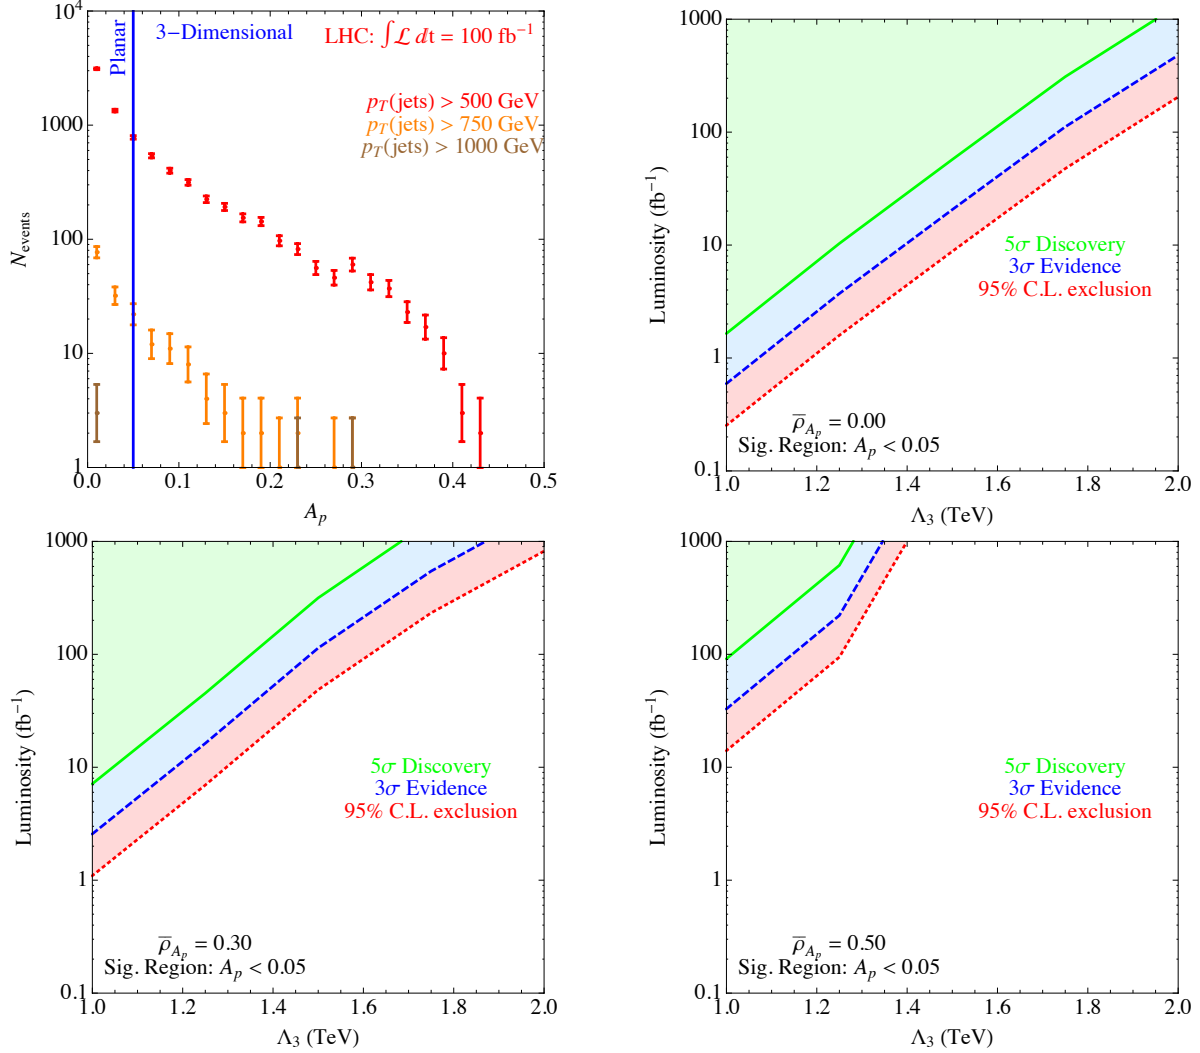 Planar
3−Dimensional
LHC: ∫ℒ dt = 100 fb⁻¹
p_T(jets) > 500 GeV
p_T(jets) > 750 GeV
p_T(jets) > 1000 GeV
N_events
10⁴
1000
100
10
1
0.0 0.1 0.2 0.3 0.4 0.5
A_p
Luminosity (fb⁻¹)
1000
100
10
1
0.1
5σ Discovery
3σ Evidence
95% C.L. exclusion
ρ̅_{A_p} = 0.00
Sig. Region: A_p < 0.05
1.0 1.2 1.4 1.6 1.8 2.0
Λ₃ (TeV)
Luminosity (fb⁻¹)
1000
100
10
1
0.1
5σ Discovery
3σ Evidence
95% C.L. exclusion
ρ̅_{A_p} = 0.30
Sig. Region: A_p < 0.05
1.0 1.2 1.4 1.6 1.8 2.0
Λ₃ (TeV)
Luminosity (fb⁻¹)
1000
100
10
1
0.1
5σ Discovery
3σ Evidence
95% C.L. exclusion
ρ̅_{A_p} = 0.50
Sig. Region: A_p < 0.05
1.0 1.2 1.4 1.6 1.8 2.0
Λ₃ (TeV)